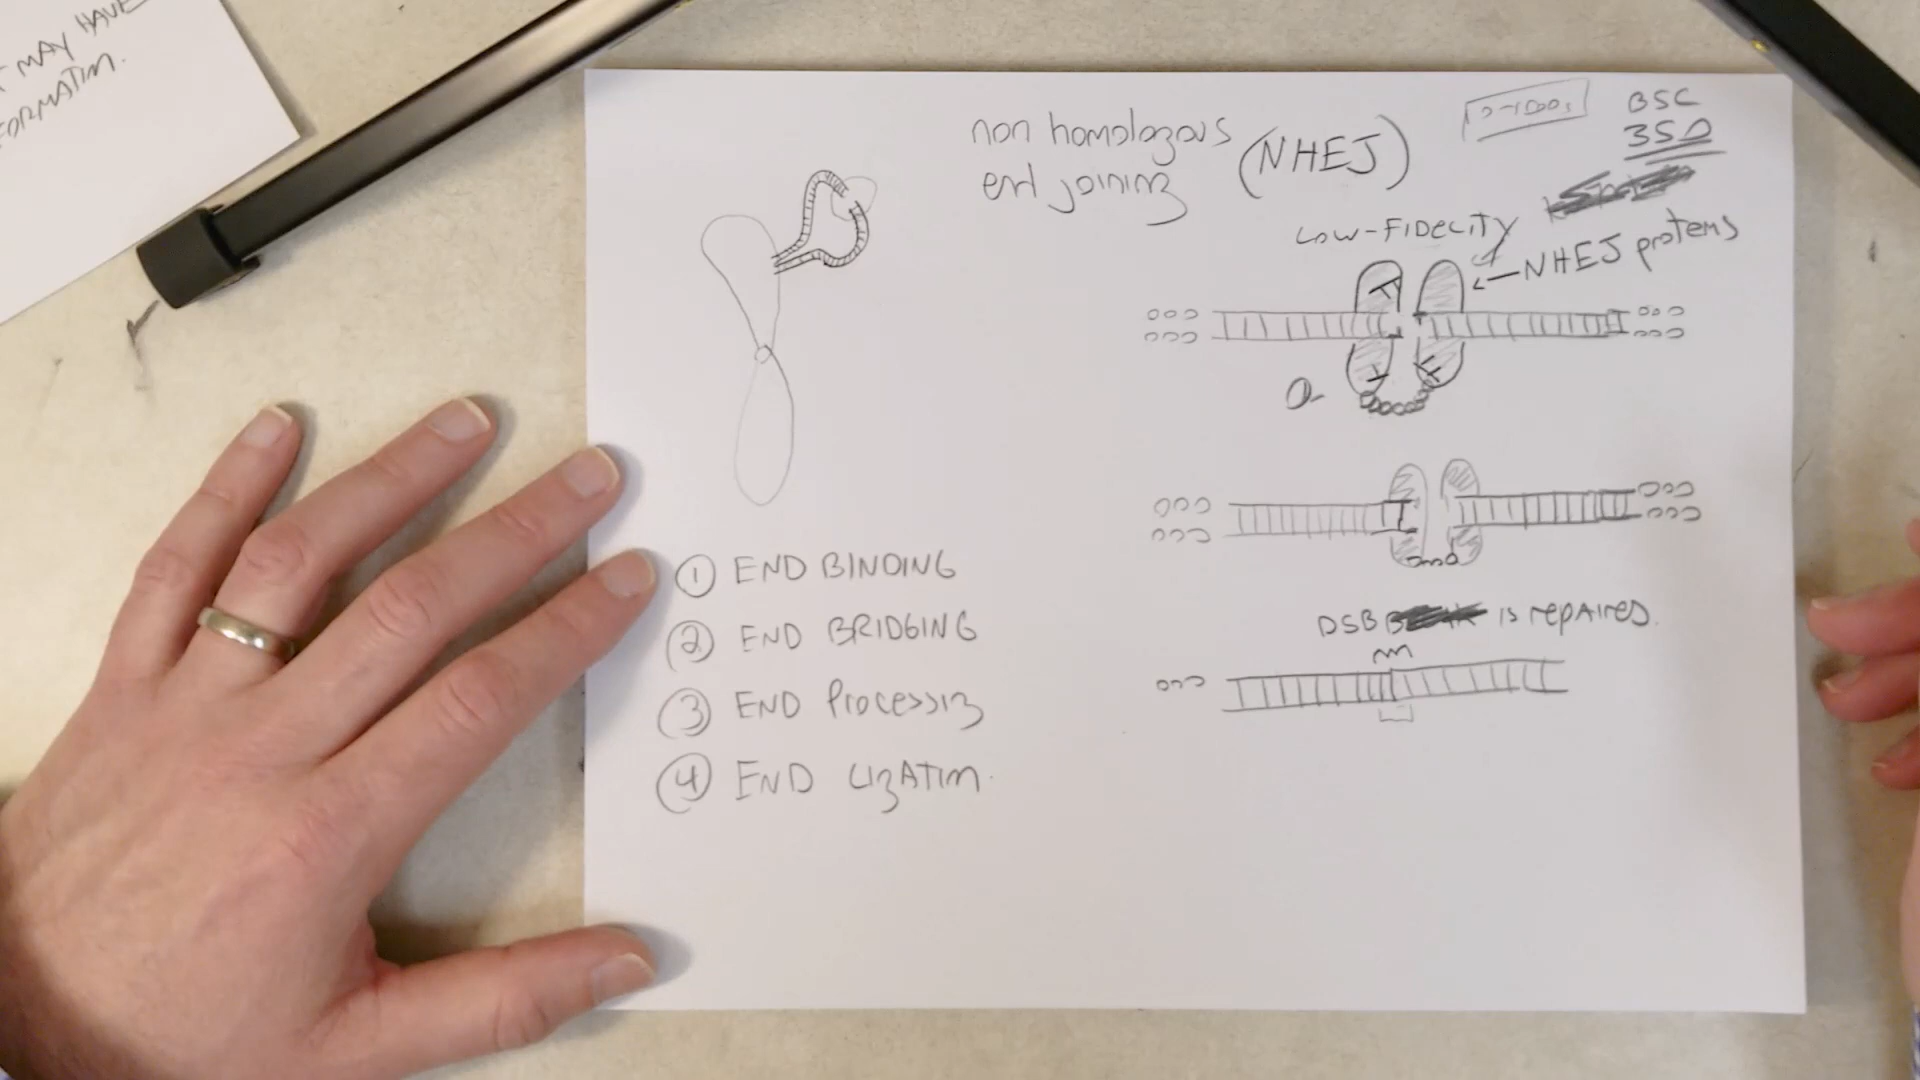 MAY HAVE
FORMATION.
non homologous
end joining
(NHEJ)
BSC
350
LOW-FIDELITY
NHEJ proteins
DSB is repaires.
1 END BINDING
2 END BRIDGING
3 END Processing
4 END LIGATION.